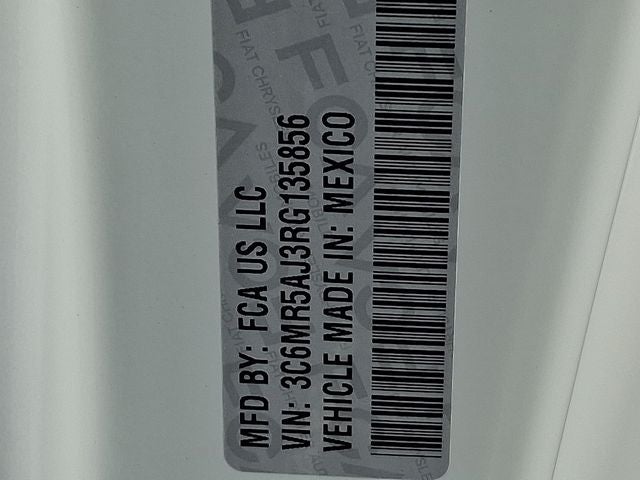 MFD BY: FCA US LLC
VIN: 3C6MR5AJ3RG135856
VEHICLE MADE IN: MEXICO